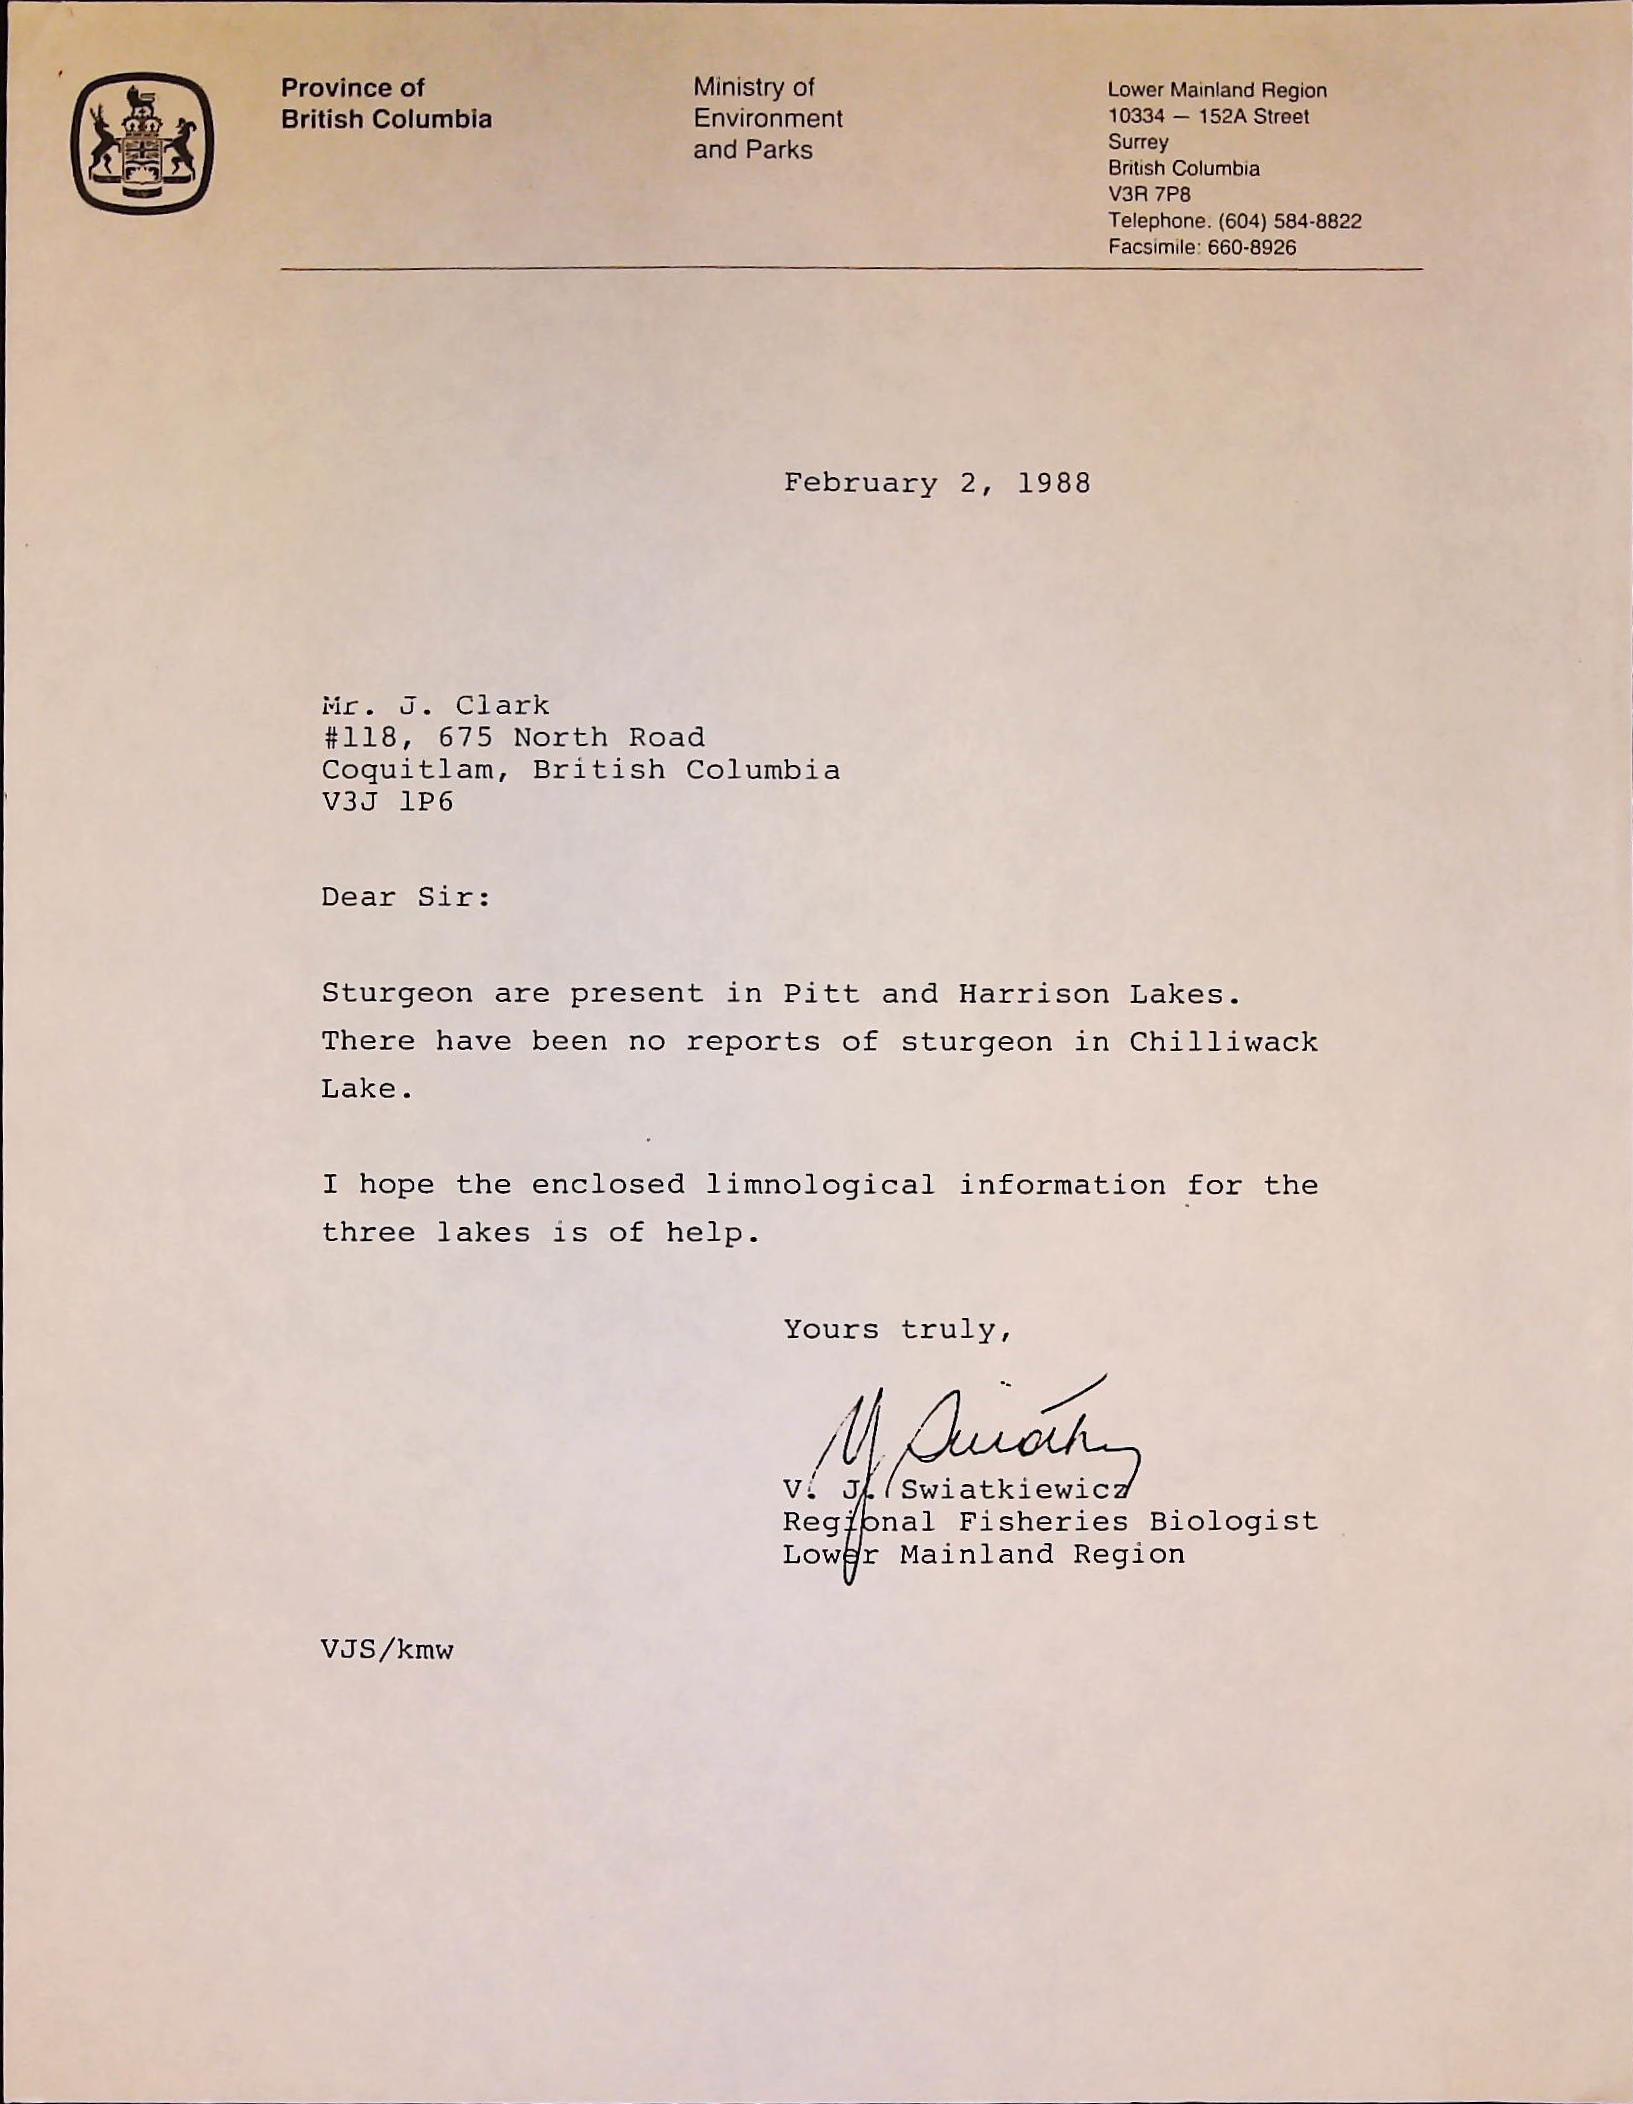 Province of
British Columbia
Ministry of
Environment
and Parks
Lower Mainland Region
10334 — 152A Street
Surrey
British Columbia
V3R 7P8
Telephone: (604) 584-8822
Facsimile: 660-8926
February 2, 1988
Mr. J. Clark
#118, 675 North Road
Coquitlam, British Columbia
V3J 1P6
Dear Sir:
Sturgeon are present in Pitt and Harrison Lakes.
There have been no reports of sturgeon in Chilliwack
Lake.
I hope the enclosed limnological information for the
three lakes is of help.
Yours truly,
V. J. Swiatkiewicz
Regional Fisheries Biologist
Lower Mainland Region
VJS/kmw